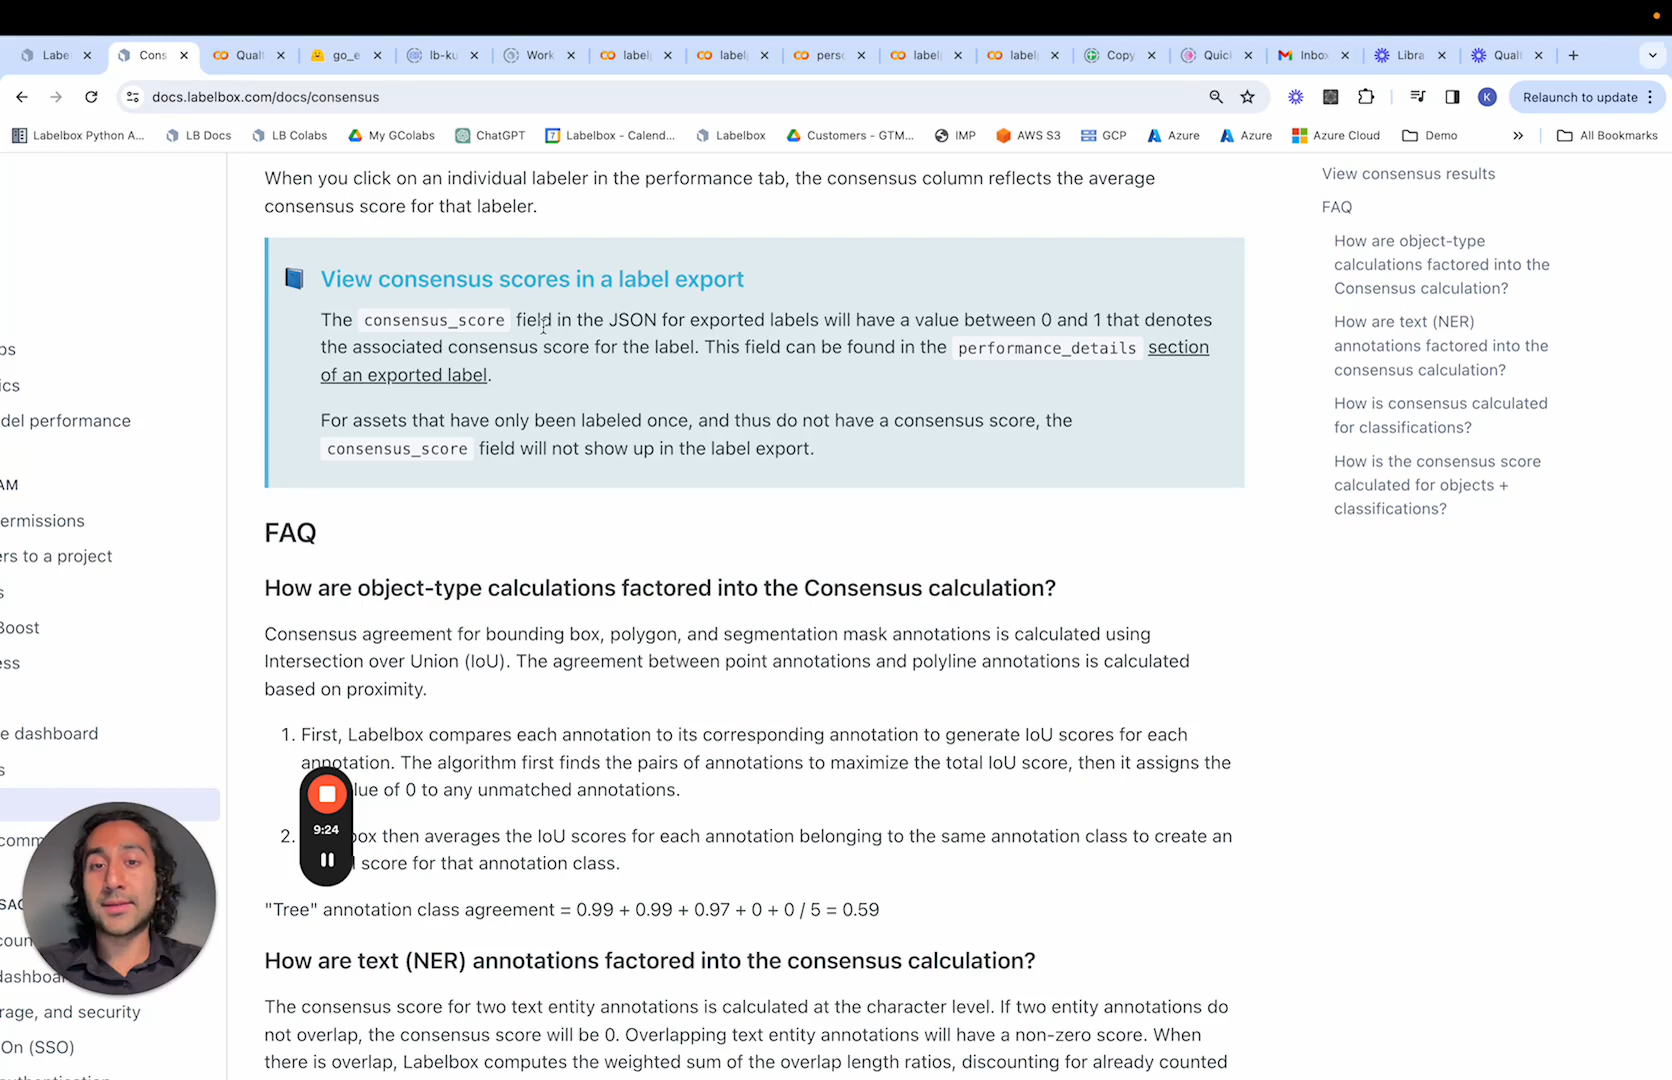 Labe
Cons
Quali
go_e
lb-ku
Work
label
label
perso
label
label
Copy
Quicl
Inbox
Libra
Quali
docs.labelbox.com/docs/consensus
K
Relaunch to update
Labelbox Python A...
LB Docs
LB Colabs
My GColabs
ChatGPT
Labelbox - Calend...
Labelbox
Customers - GTM...
IMP
AWS S3
GCP
Azure
Azure
Azure Cloud
Demo
»
All Bookmarks
ps
ics
del performance
AM
ermissions
ers to a project
s
Boost
ess
e dashboard
s
comm
SAG
coun
dashboa
rage, and security
On (SSO)
When you click on an individual labeler in the performance tab, the consensus column reflects the average
consensus score for that labeler.
View consensus scores in a label export
The consensus_score field in the JSON for exported labels will have a value between 0 and 1 that denotes
the associated consensus score for the label. This field can be found in the performance_details section
of an exported label.
For assets that have only been labeled once, and thus do not have a consensus score, the
consensus_score field will not show up in the label export.
FAQ
How are object-type calculations factored into the Consensus calculation?
Consensus agreement for bounding box, polygon, and segmentation mask annotations is calculated using
Intersection over Union (IoU). The agreement between point annotations and polyline annotations is calculated
based on proximity.
1. First, Labelbox compares each annotation to its corresponding annotation to generate IoU scores for each
annotation. The algorithm first finds the pairs of annotations to maximize the total IoU score, then it assigns the
lue of 0 to any unmatched annotations.
2. box then averages the IoU scores for each annotation belonging to the same annotation class to create an
score for that annotation class.
9:24
"Tree" annotation class agreement = 0.99 + 0.99 + 0.97 + 0 + 0 / 5 = 0.59
How are text (NER) annotations factored into the consensus calculation?
The consensus score for two text entity annotations is calculated at the character level. If two entity annotations do
not overlap, the consensus score will be 0. Overlapping text entity annotations will have a non-zero score. When
there is overlap, Labelbox computes the weighted sum of the overlap length ratios, discounting for already counted
View consensus results
FAQ
How are object-type
calculations factored into the
Consensus calculation?
How are text (NER)
annotations factored into the
consensus calculation?
How is consensus calculated
for classifications?
How is the consensus score
calculated for objects +
classifications?